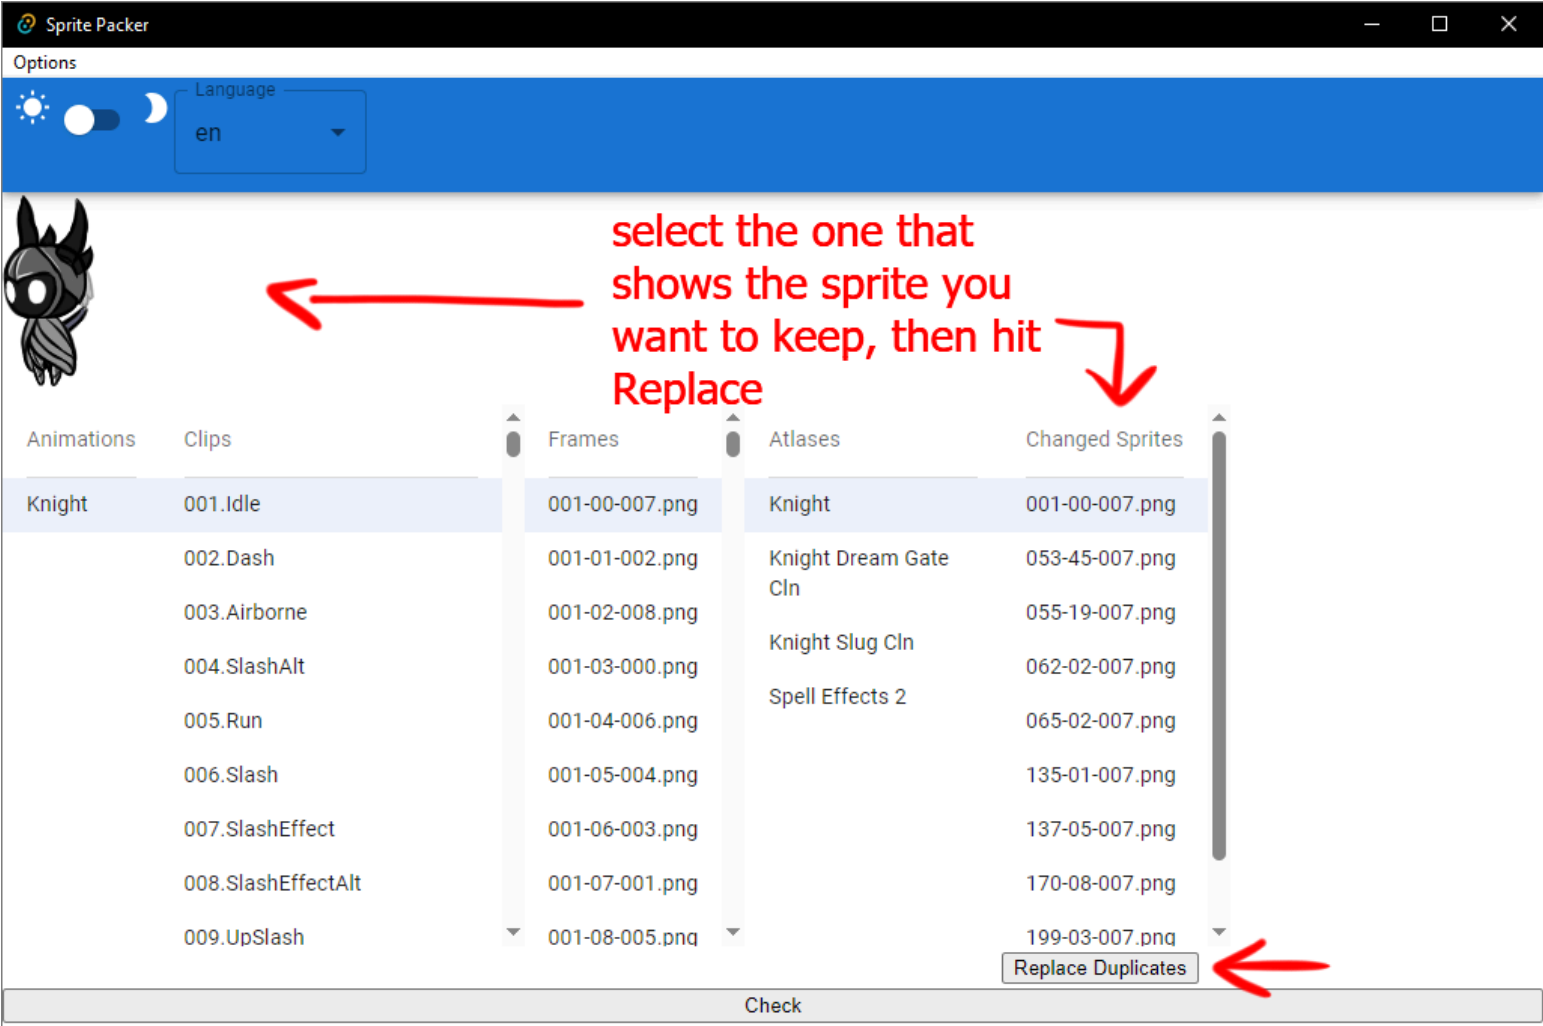 Sprite Packer
Options
Language
en
select the one that
shows the sprite you
want to keep, then hit
Replace
Animations
Clips
Frames
Atlases
Changed Sprites
Knight
001.Idle
001-00-007.png
Knight
001-00-007.png
002.Dash
001-01-002.png
Knight Dream Gate
Cln
053-45-007.png
003.Airborne
001-02-008.png
055-19-007.png
004.SlashAlt
001-03-000.png
Knight Slug Cln
062-02-007.png
005.Run
001-04-006.png
Spell Effects 2
065-02-007.png
006.Slash
001-05-004.png
135-01-007.png
007.SlashEffect
001-06-003.png
137-05-007.png
008.SlashEffectAlt
001-07-001.png
170-08-007.png
009.UpSlash
001-08-005.png
199-03-007.png
Replace Duplicates
Check